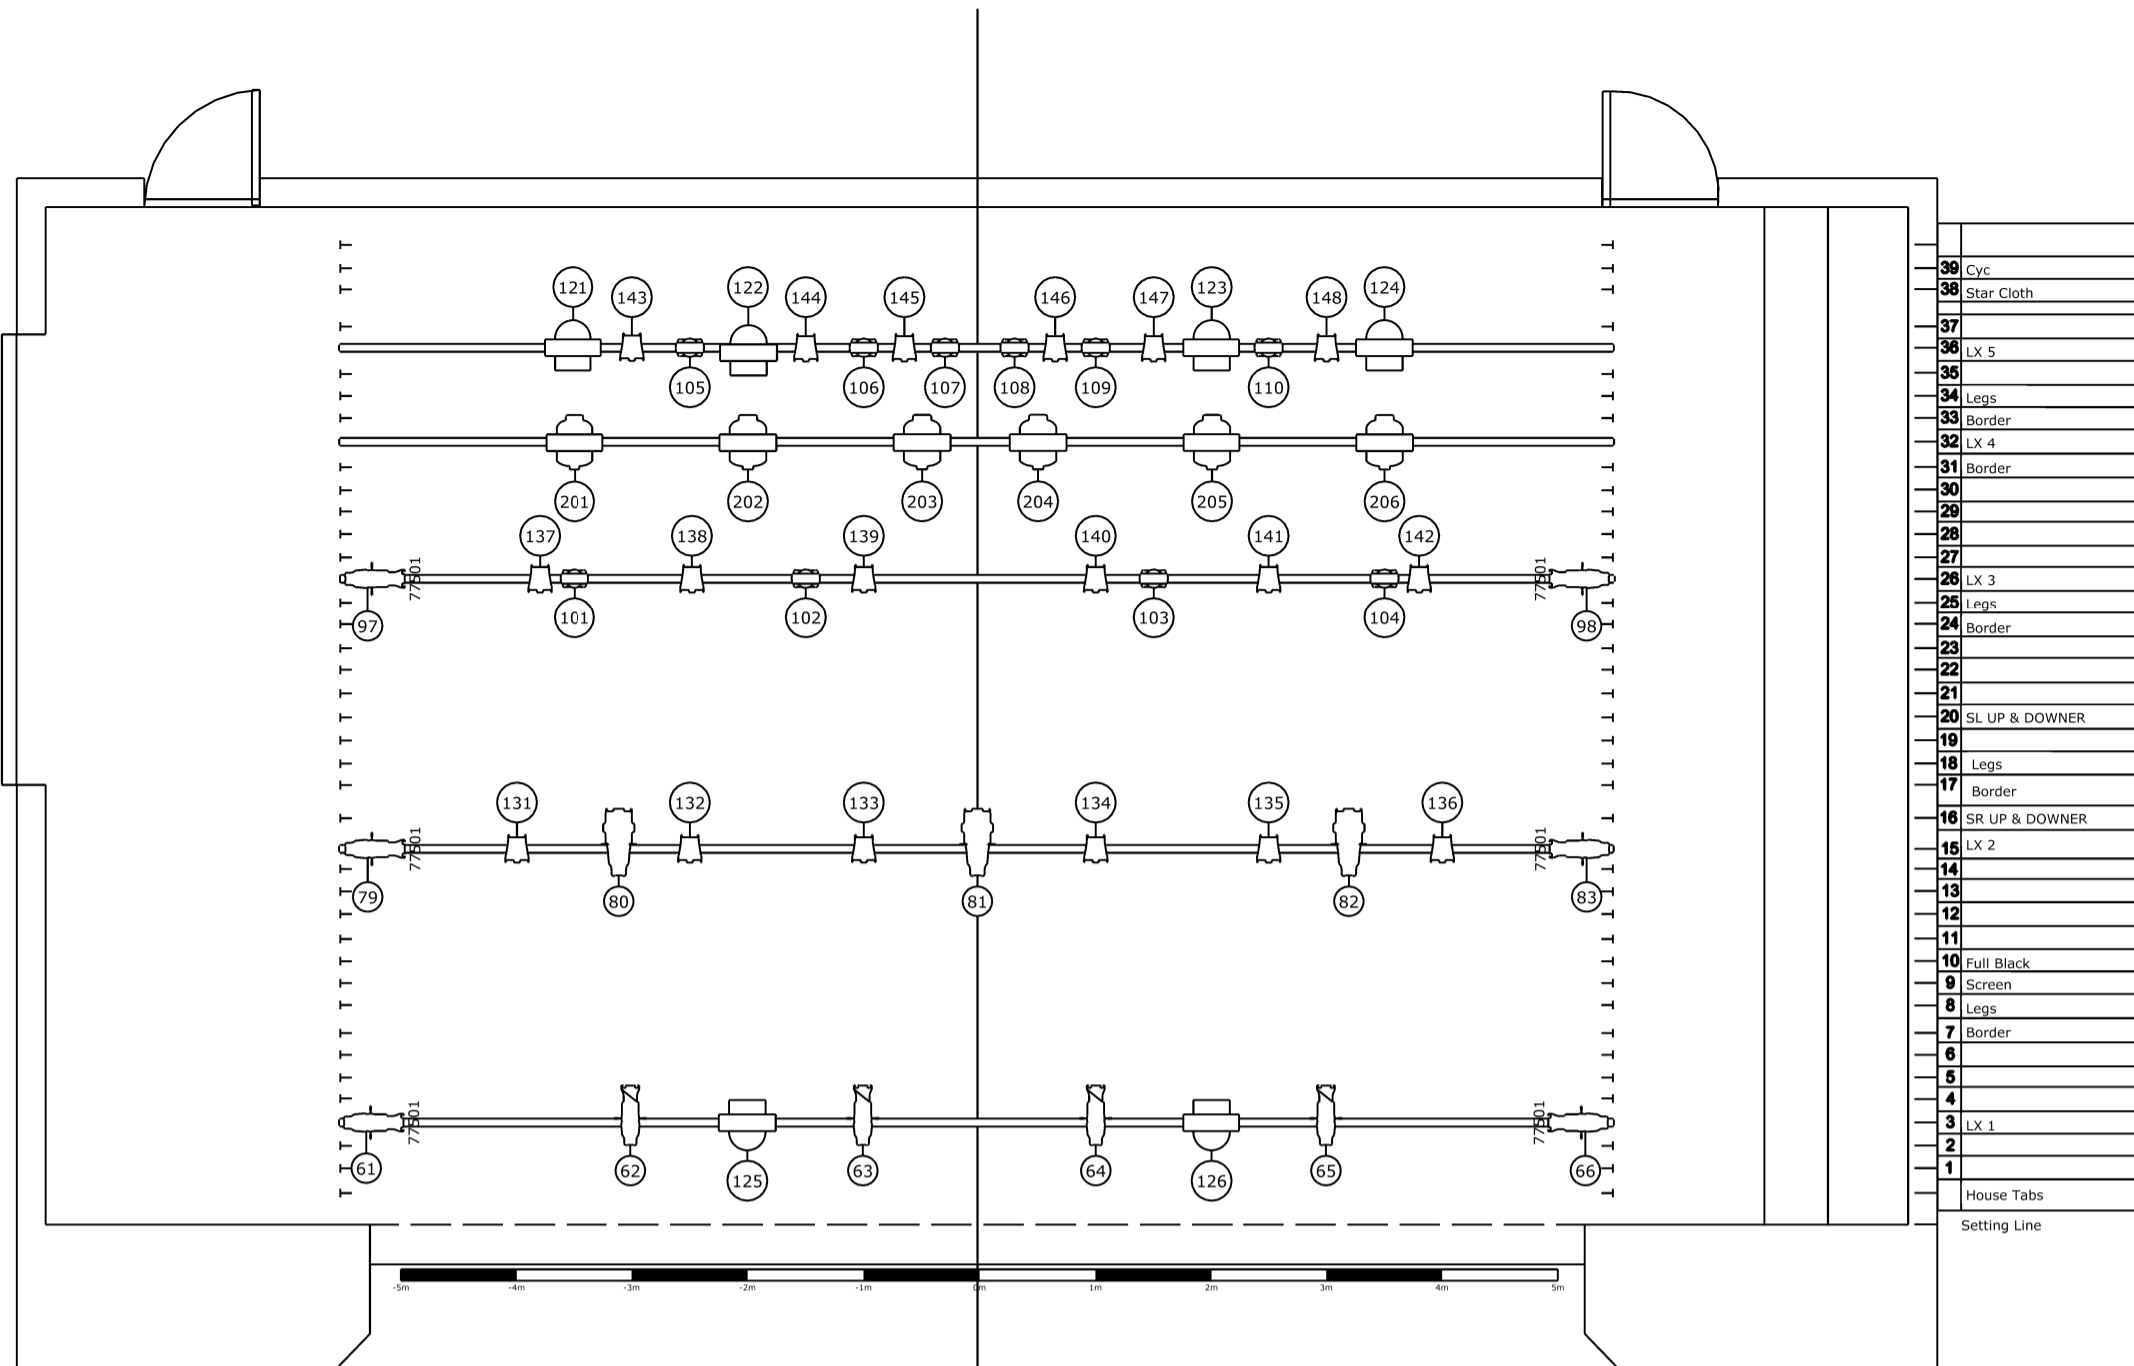 121 143 122 144 145 146 147 123 148 124
39 Cyc
38 Star Cloth
37
36 LX 5
35
105 106 107 108 109 110
34 Legs
33 Border
32 LX 4
31 Border
30
201 202 203 204 205 206
29
28
137 138 139 140 141 142
27
77501 77501
26 LX 3
25 Legs
97 101 102 103 104 98
24 Border
23
22
21
20 SL UP & DOWNER
19
18 Legs
17 Border
131 132 133 134 135 136
16 SR UP & DOWNER
77501 77501
15 LX 2
14
79 80 81 82 83
13
12
11
10 Full Black
9 Screen
8 Legs
7 Border
6
5
4
77501 77501
3 LX 1
2
61 62 125 63 64 126 65 66
1
House Tabs
Setting Line
-5m -4m -3m -2m -1m 0m 1m 2m 3m 4m 5m